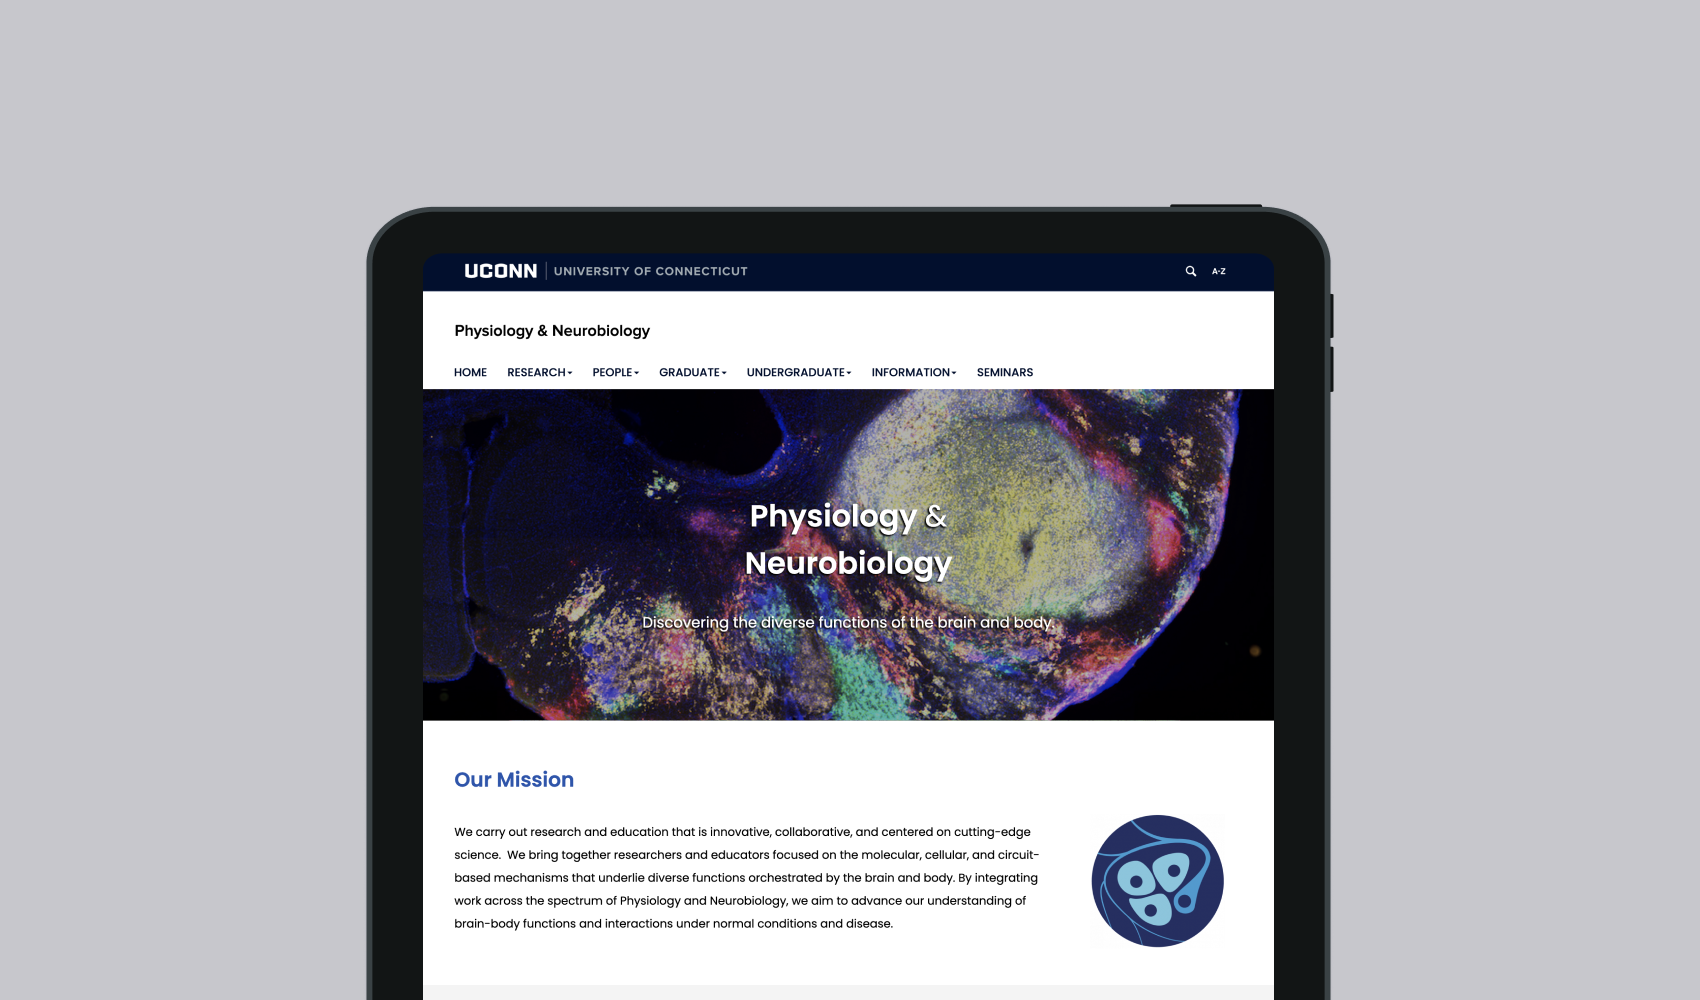 UCONN UNIVERSITY OF CONNECTICUT A-Z
Physiology & Neurobiology
HOME RESEARCH PEOPLE GRADUATE UNDERGRADUATE INFORMATION SEMINARS
Physiology &
Neurobiology
Discovering the diverse functions of the brain and body.
Our Mission
We carry out research and education that is innovative, collaborative, and centered on cutting-edge
science.  We bring together researchers and educators focused on the molecular, cellular, and circuit-
based mechanisms that underlie diverse functions orchestrated by the brain and body. By integrating
work across the spectrum of Physiology and Neurobiology, we aim to advance our understanding of
brain-body functions and interactions under normal conditions and disease.